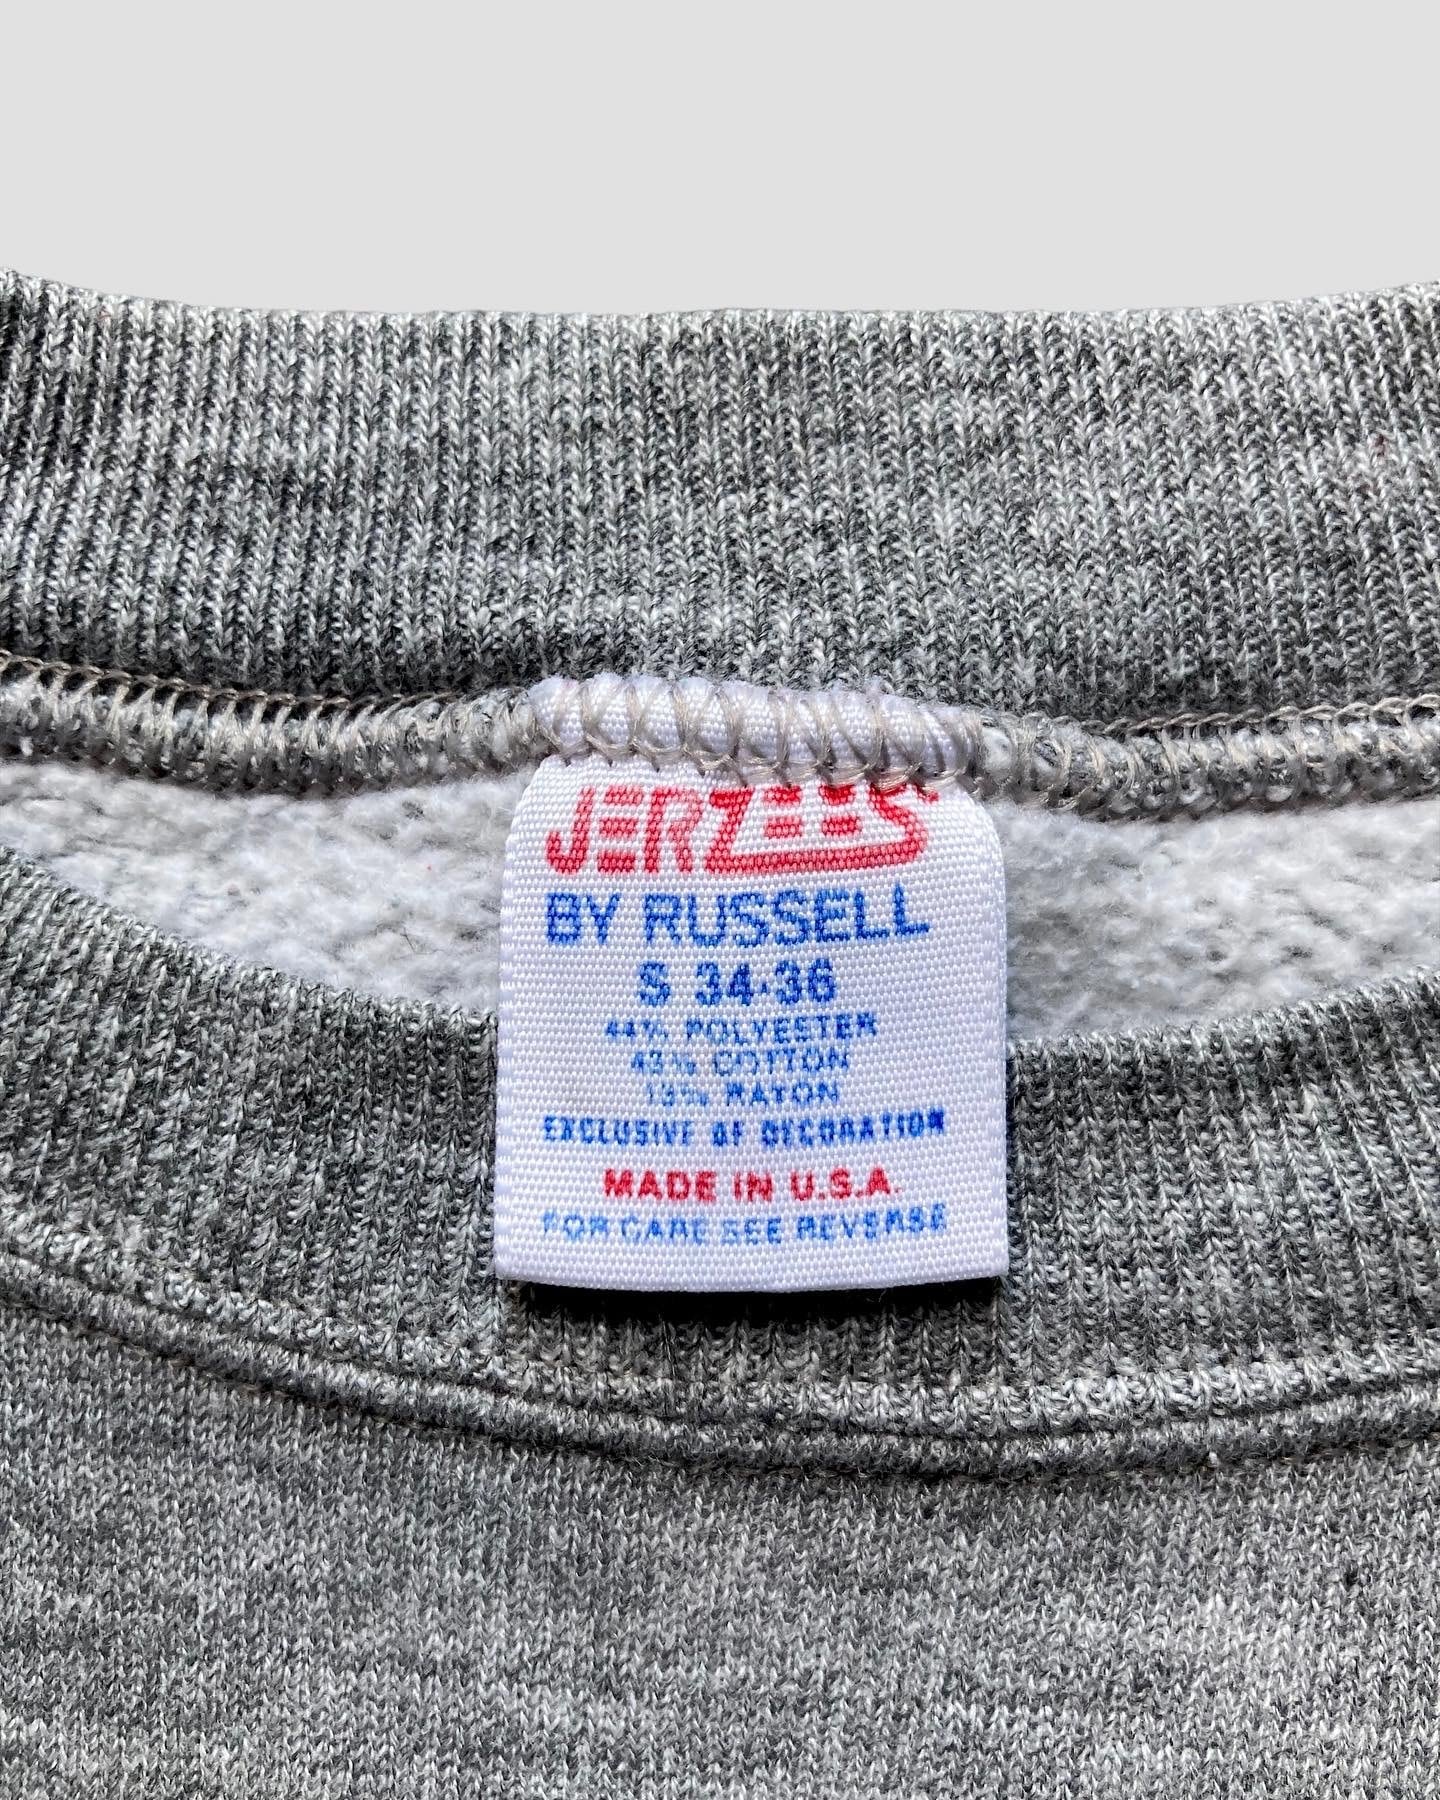 JERZEES
BY RUSSELL
S 34-36
44% POLYESTER
43% COTTON
13% RAYON
EXCLUSIVE OF DECORATION
MADE IN U.S.A.
FOR CARE SEE REVERSE